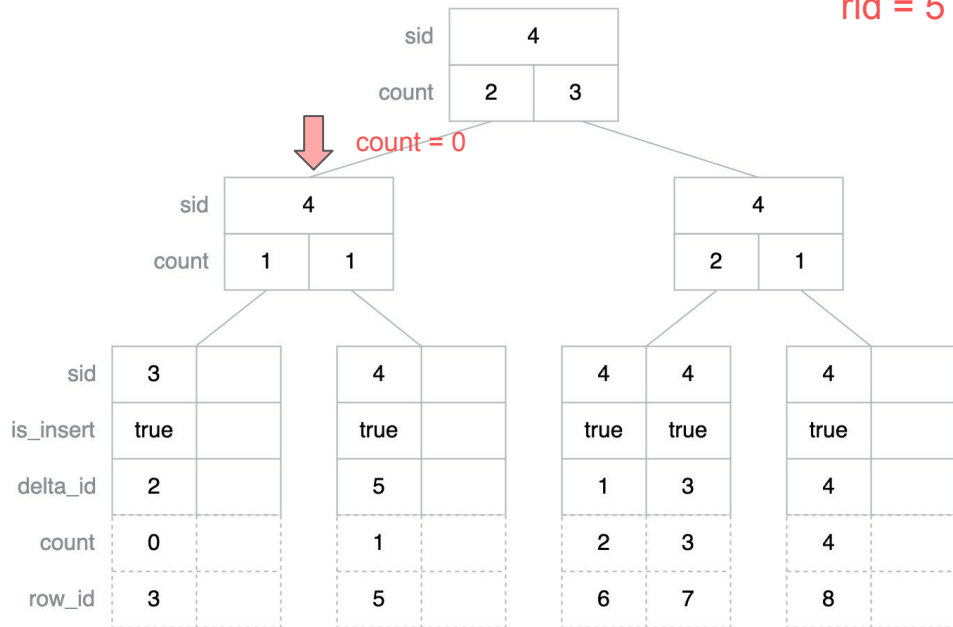 rid = 5
sid 4
count 2 3
count = 0
sid 4 4
count 1 1 2 1
sid 3 4 4 4 4
is_insert true true true true true
delta_id 2 5 1 3 4
count 0 1 2 3 4
row_id 3 5 6 7 8